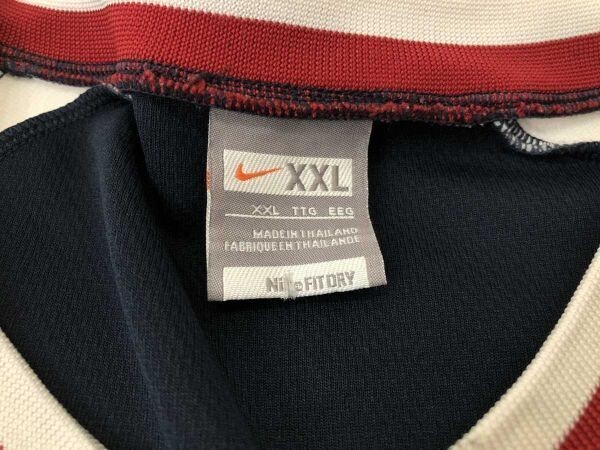 XXL
XXL TTG EEG
MADE IN THAILAND
FABRIQUE EN THAILANDE
FIT DRY